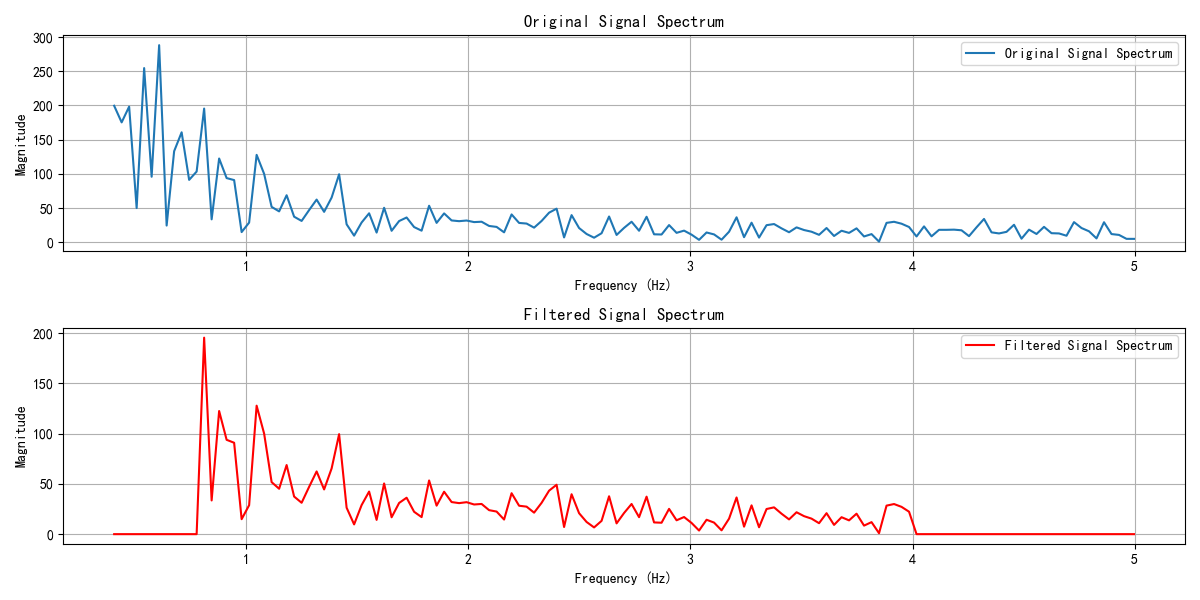 Original Signal Spectrum
300
250
200
150
100
50
0
Magnitude
Original Signal Spectrum
1
2
3
4
5
Frequency (Hz)
Filtered Signal Spectrum
200
150
100
50
0
Magnitude
Filtered Signal Spectrum
1
2
3
4
5
Frequency (Hz)